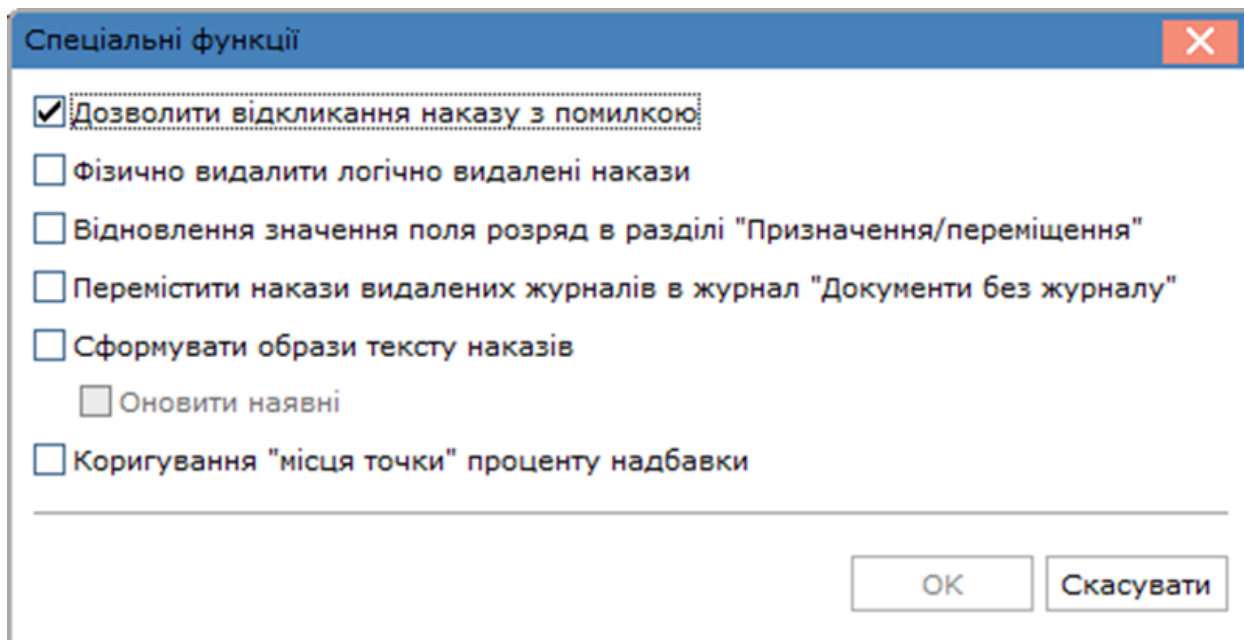 Спеціальні функції
Дозволити відкликання наказу з помилкою
Фізично видалити логічно видалені накази
Відновлення значення поля розряд в разділі "Призначення/переміщення"
Перемістити накази видалених журналів в журнал "Документи без журналу"
Сформувати образи тексту наказів
Оновити наявні
Коригування "місця точки" проценту надбавки
ОК Скасувати